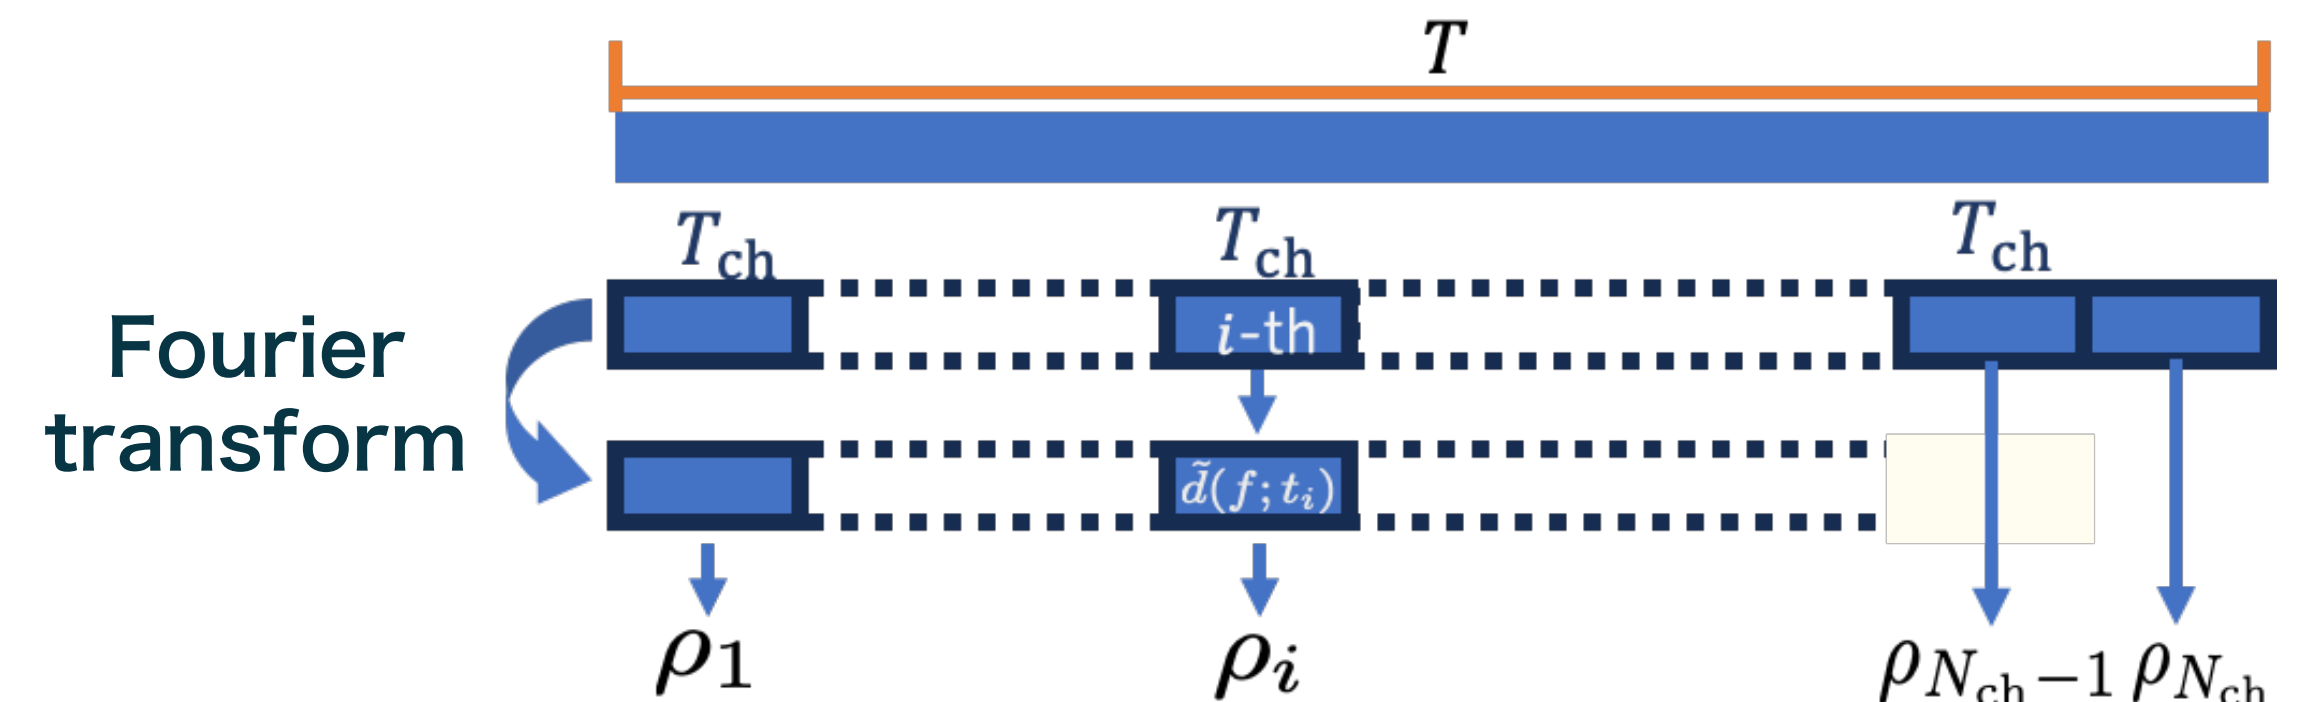 T
T_ch T_ch T_ch
i-th
Fourier
transform
d̃(f; t_i)
ρ_1 ρ_i ρ_{N_ch−1} ρ_{N_ch}